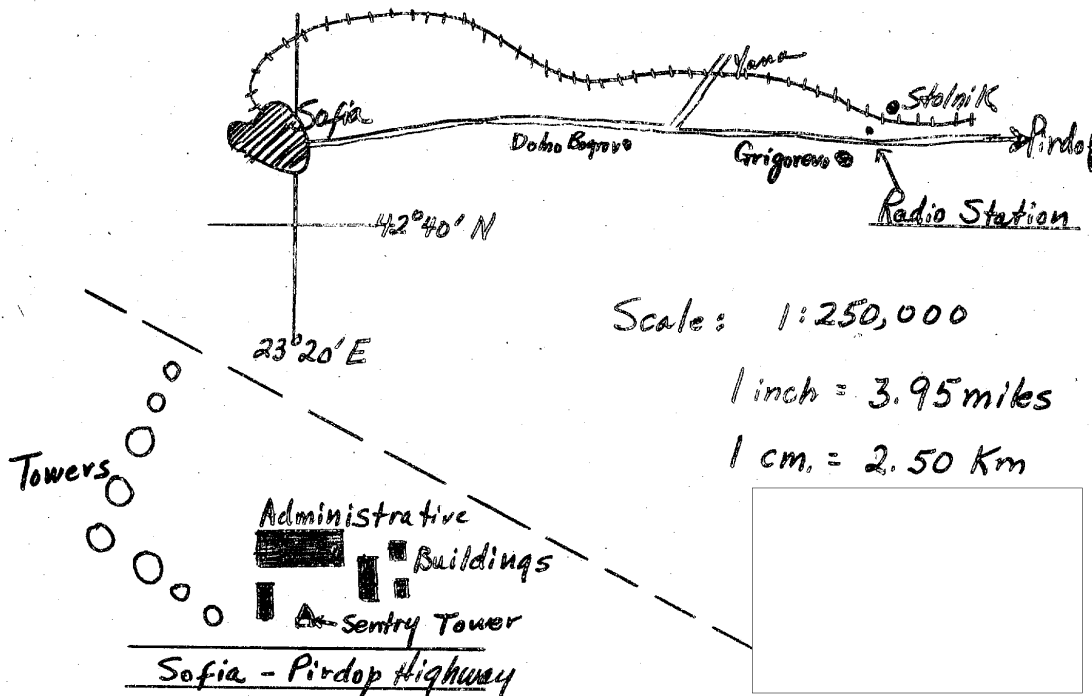 Sofia
Yana
Stolnik
Dolno Bogrovo
Grigorevo
Pirdop
Radio Station
42°40' N
23°20' E
Scale: 1:250,000
1 inch = 3.95 miles
1 cm. = 2.50 Km
Towers
Administrative
Buildings
Sentry Tower
Sofia - Pirdop Highway